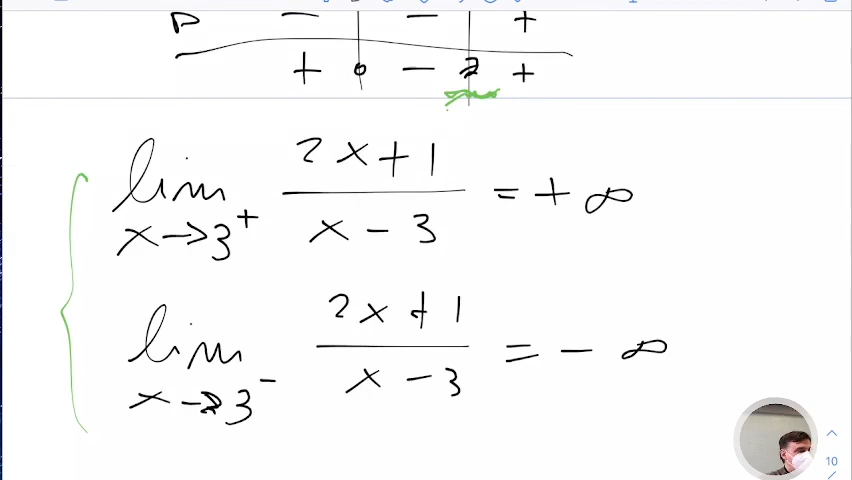 D − − +
+ 0 − +
lim x→3⁺ (2x+1)/(x−3) = +∞
lim x→3⁻ (2x+1)/(x−3) = −∞
10